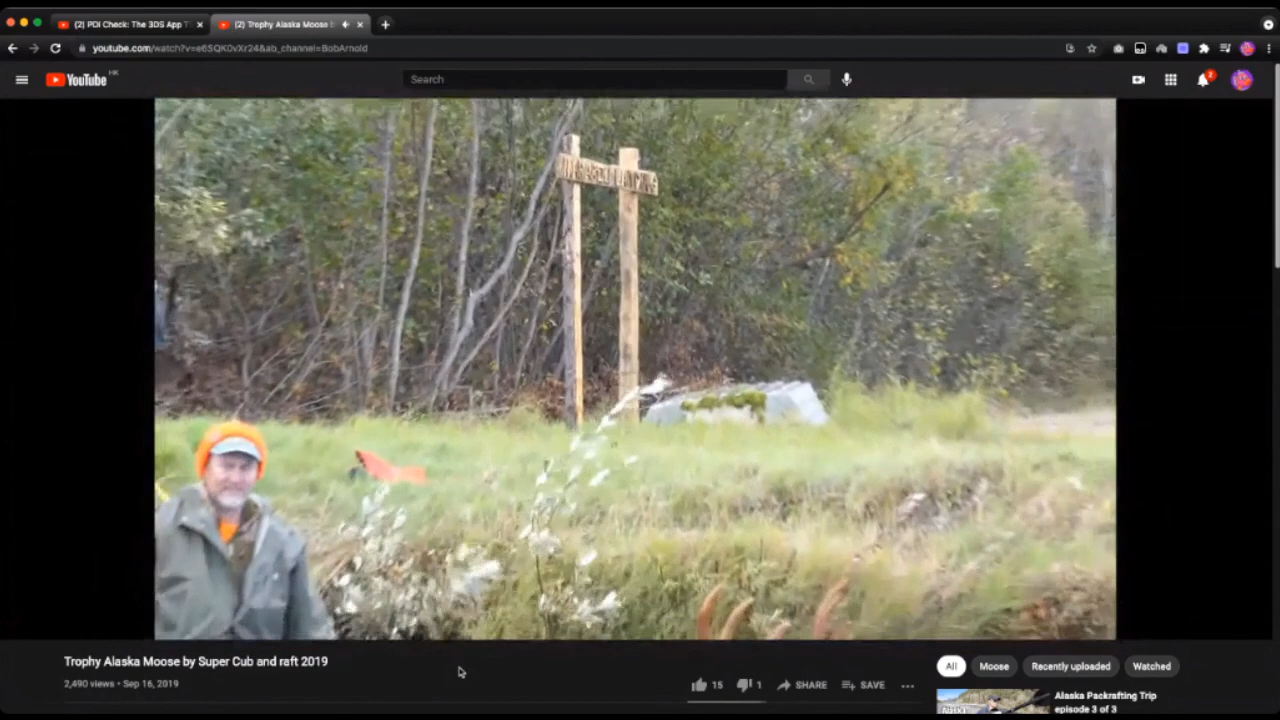 (2) PDI Check: The 3DS App T
(2) Trophy Alaska Moose b
youtube.com/watch?v=e6SQK0vXr24&ab_channel=BobArnold
YouTube HK
Search
2
Trophy Alaska Moose by Super Cub and raft 2019
2,490 views • Sep 16, 2019
15
1
SHARE
SAVE
All
Moose
Recently uploaded
Watched
Alaska Packrafting Trip
episode 3 of 3